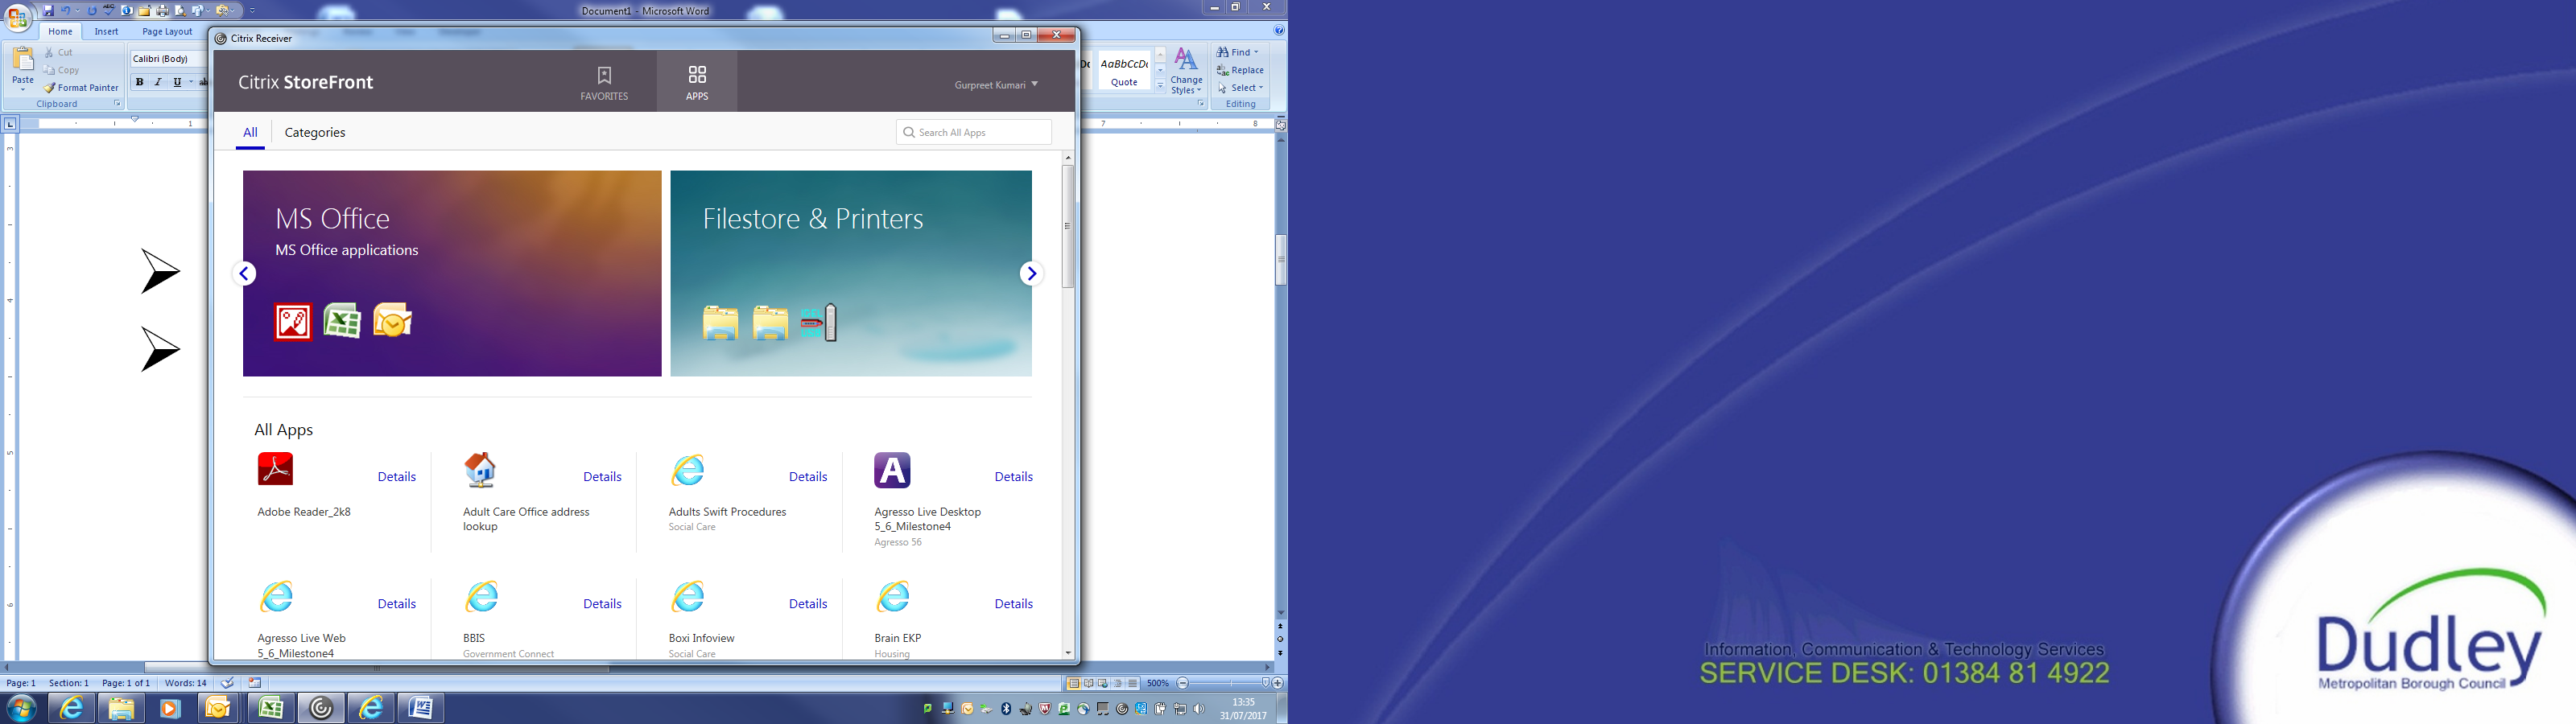 Document1 - Microsoft Word
Home
Insert
Page Layout
Paste
Cut
Copy
Format Painter
Clipboard
Calibri (Body)
B I U ab
AaBbCcDc
Quote
Change Styles
Find
Replace
Select
Editing
Citrix Receiver
Citrix StoreFront
FAVORITES
APPS
Gurpreet Kumari
All
Categories
Search All Apps
MS Office
MS Office applications
Filestore & Printers
All Apps
Details
Details
Details
Details
Adobe Reader_2k8
Adult Care Office address
lookup
Adults Swift Procedures
Social Care
Agresso Live Desktop
5_6_Milestone4
Agresso 56
Details
Details
Details
Details
Agresso Live Web
5_6_Milestone4
BBIS
Government Connect
Boxi Infoview
Social Care
Brain EKP
Housing
Page: 1
Section: 1
Page: 1 of 1
Words: 14
500%
13:35
31/07/2017
Information, Communication & Technology Services
SERVICE DESK: 01384 81 4922
Dudley
Metropolitan Borough Council